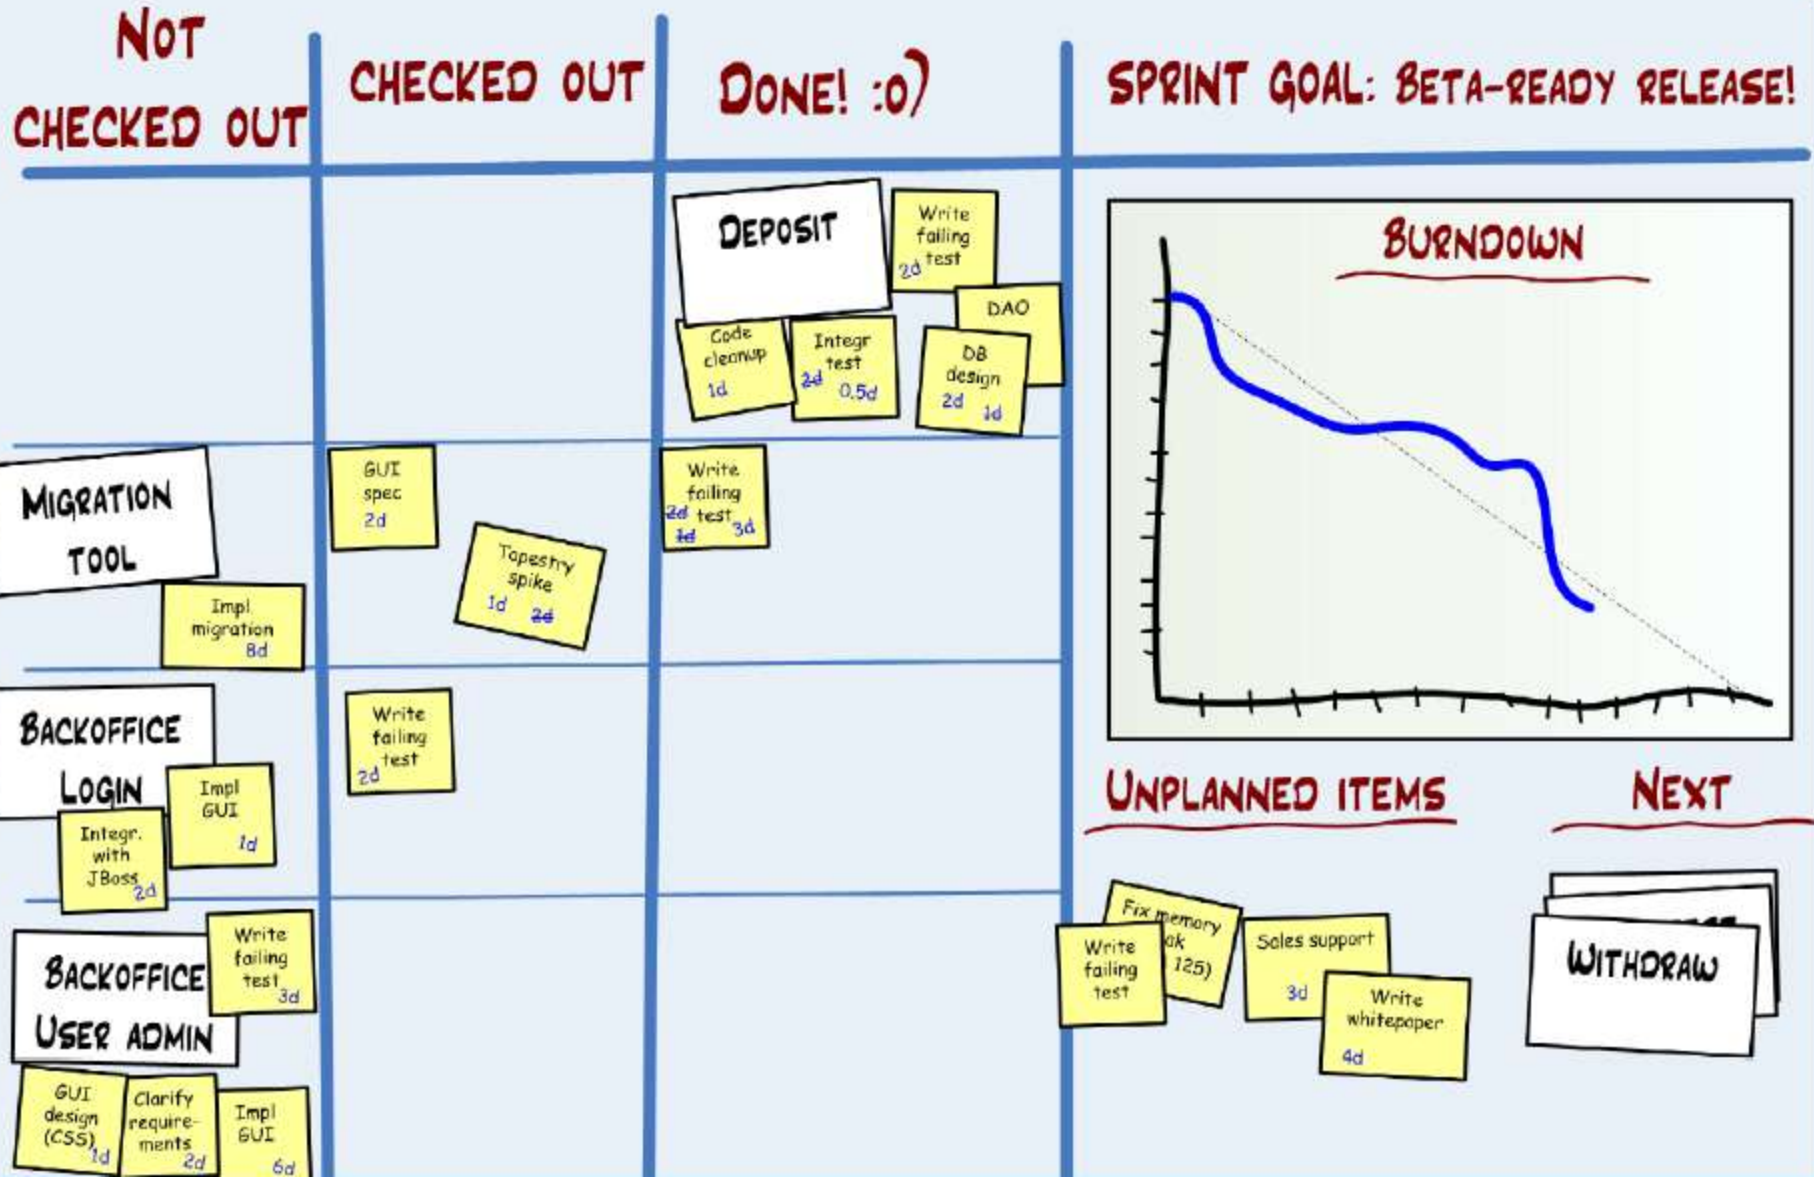 NOT
CHECKED OUT
CHECKED OUT
DONE! :o)
SPRINT GOAL: BETA-READY RELEASE!
DEPOSIT
Write
failing
test
2d
DAO
Code
cleanup
1d
Integr
test
2d
0.5d
DB
design
2d
1d
MIGRATION
TOOL
Impl.
migration
8d
GUI
spec
2d
Tapestry
spike
1d
2d
Write
failing
test
2d
1d
3d
BACKOFFICE
LOGIN
Impl
GUI
1d
Integr.
with
JBoss
2d
Write
failing
test
2d
BACKOFFICE
USER ADMIN
Write
failing
test
3d
GUI
design
(CSS)
1d
Clarify
require-
ments
2d
Impl
GUI
6d
BURNDOWN
UNPLANNED ITEMS
NEXT
Fix memory
125)
Write
failing
test
Sales support
3d
Write
whitepaper
4d
WITHDRAW